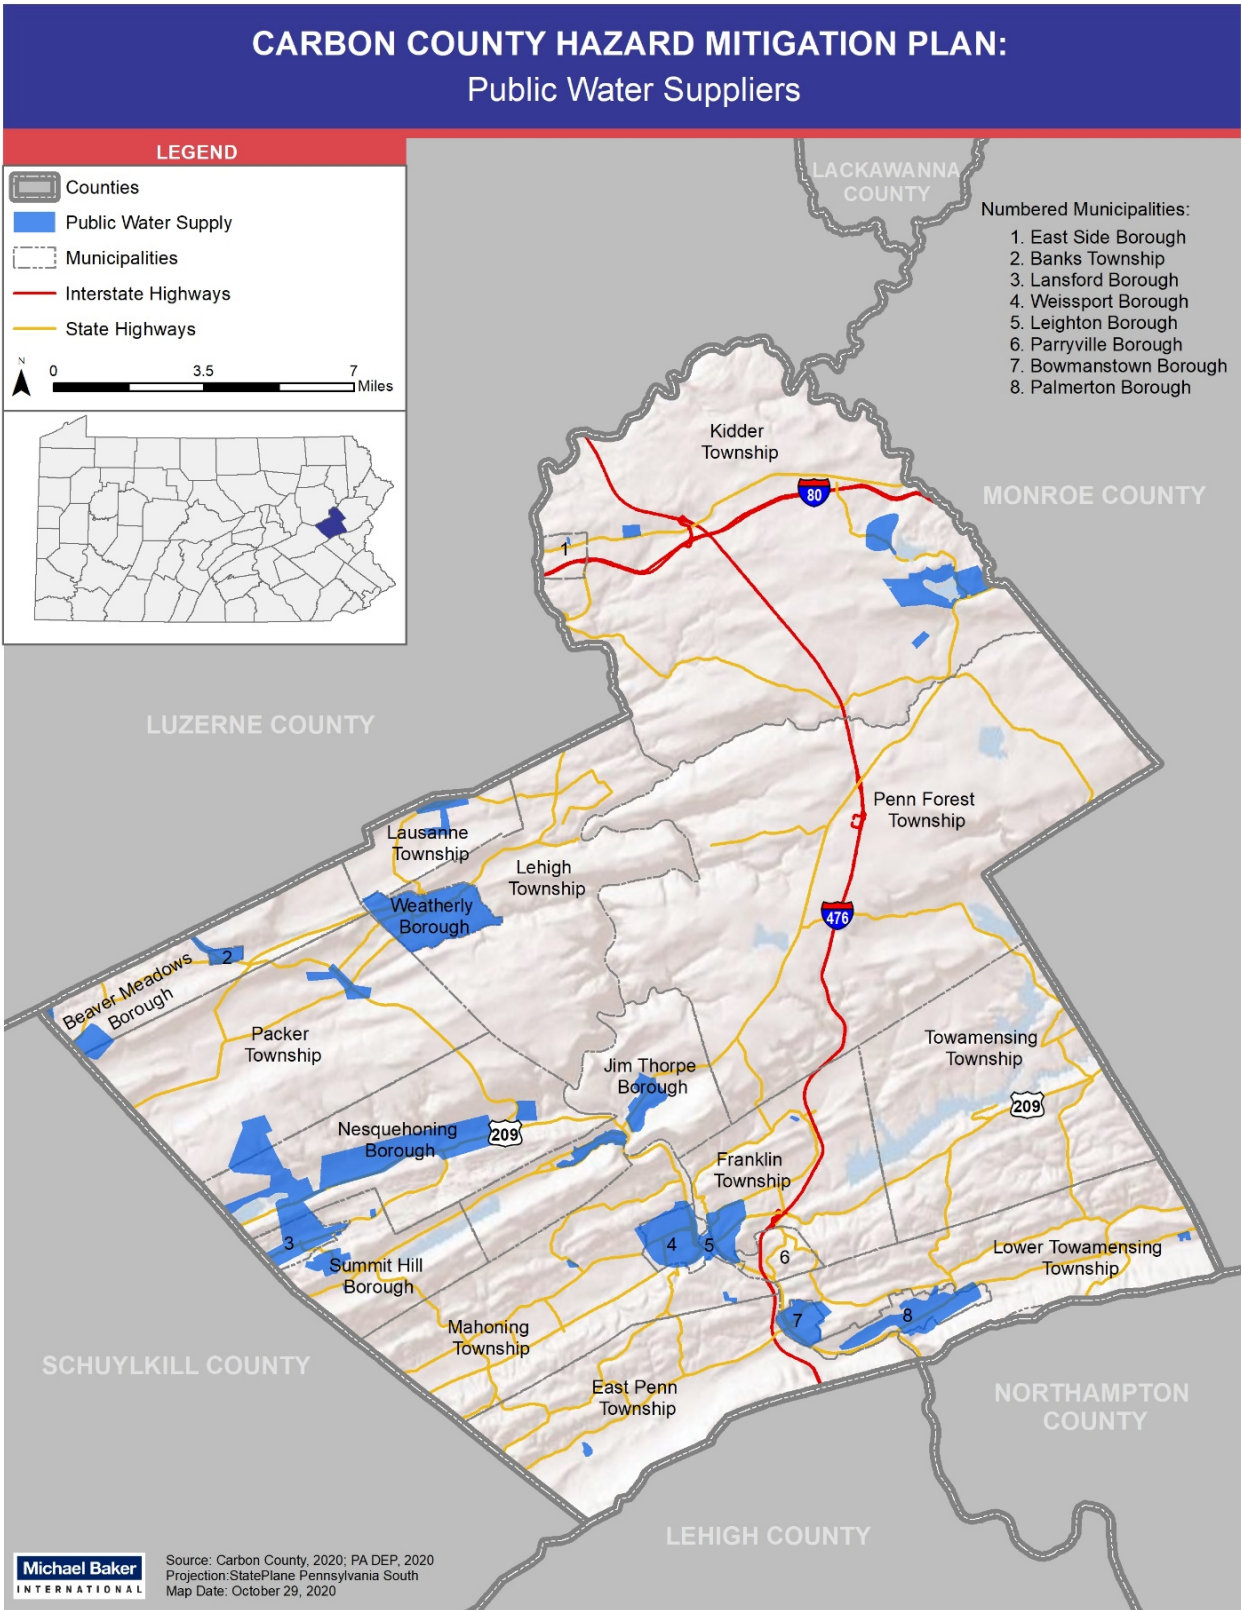 CARBON COUNTY HAZARD MITIGATION PLAN:
Public Water Suppliers
LEGEND
Counties
Public Water Supply
Municipalities
Interstate Highways
State Highways
N
0 3.5 7
Miles
LACKAWANNA
COUNTY
Numbered Municipalities:
1. East Side Borough
2. Banks Township
3. Lansford Borough
4. Weissport Borough
5. Leighton Borough
6. Parryville Borough
7. Bowmanstown Borough
8. Palmerton Borough
Kidder
Township
80
MONROE COUNTY
1
LUZERNE COUNTY
Penn Forest
Township
Lausanne
Township
Lehigh
Township
Weatherly
Borough
476
2
Beaver Meadows
Borough
Packer
Township
Towamensing
Township
Jim Thorpe
Borough
209
Nesquehoning
Borough
209
Franklin
Township
3
4
5
6
Lower Towamensing
Township
Summit Hill
Borough
7
8
Mahoning
Township
SCHUYLKILL COUNTY
East Penn
Township
NORTHAMPTON
COUNTY
LEHIGH COUNTY
Michael Baker
INTERNATIONAL
Source: Carbon County, 2020; PA DEP, 2020
Projection:StatePlane Pennsylvania South
Map Date: October 29, 2020